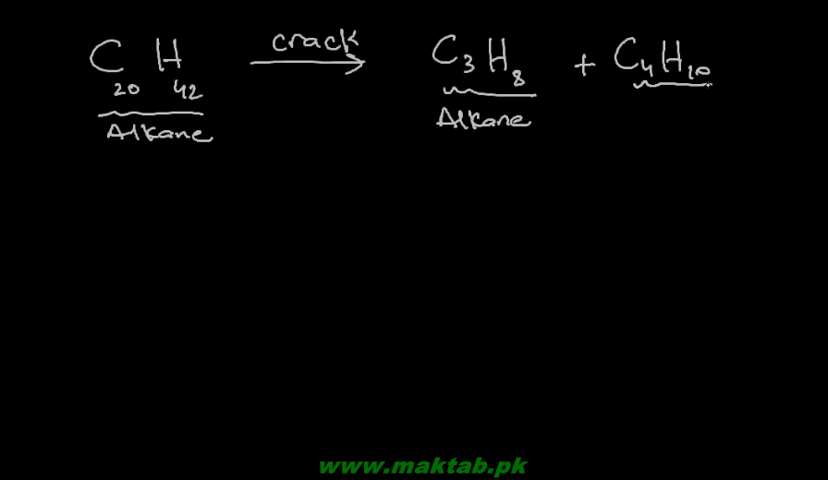 C₂₀H₄₂ crack → C₃H₈ + C₄H₁₀
Alkane Alkane
www.maktab.pk